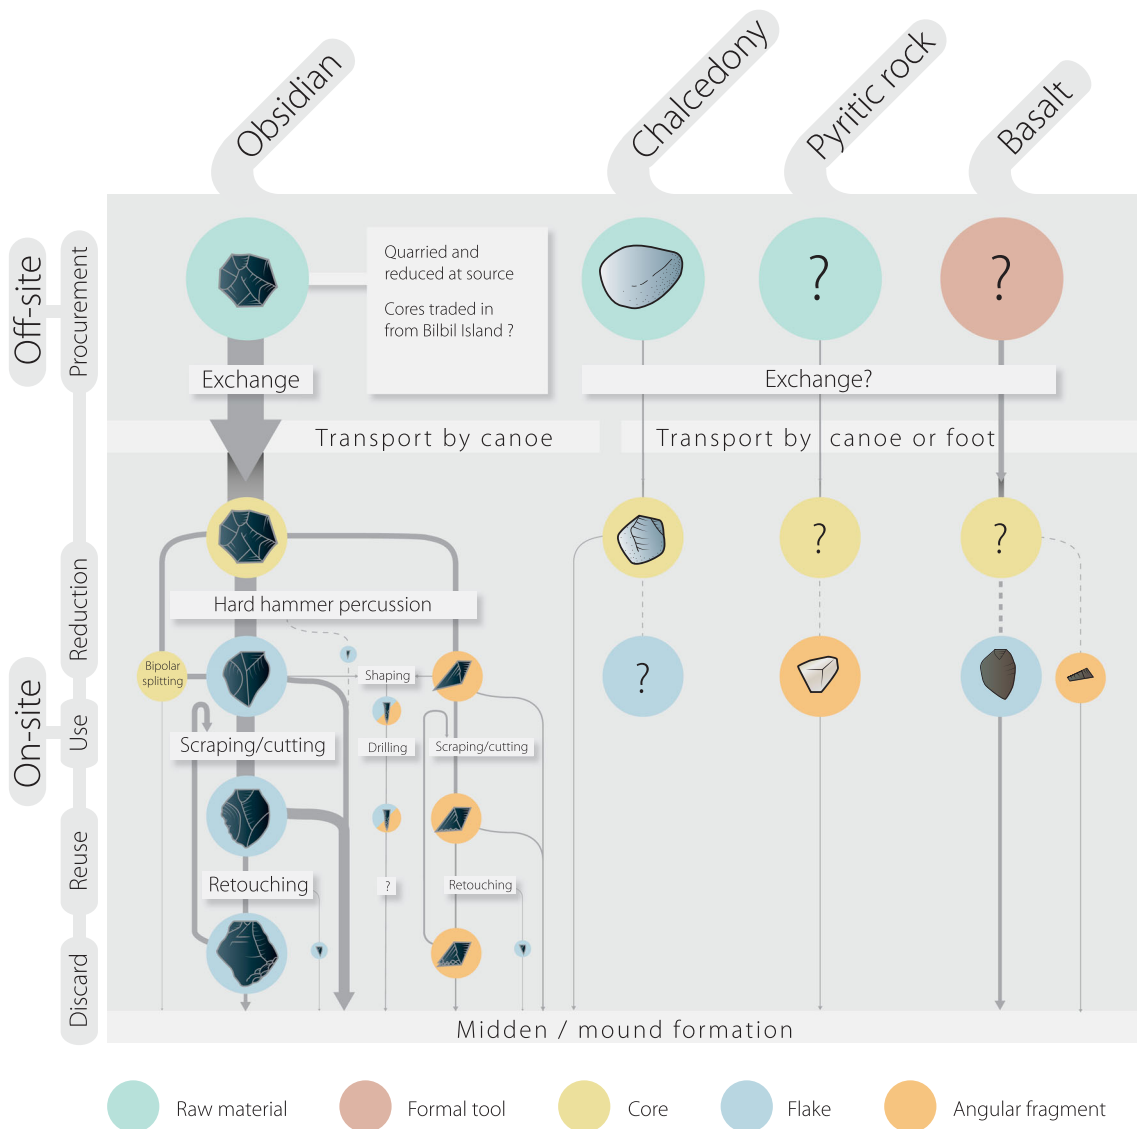 Obsidian
Chalcedony
Pyritic rock
Basalt
Off-site
Procurement
Quarried and
reduced at source
Cores traded in
from Bilbil Island ?
?
?
Exchange
Exchange?
Transport by canoe
Transport by canoe or foot
On-site
Reduction
?
?
Hard hammer percussion
Bipolar
splitting
Shaping
?
Use
Scraping/cutting
Drilling
Scraping/cutting
Reuse
Retouching
?
Retouching
Discard
Midden / mound formation
Raw material
Formal tool
Core
Flake
Angular fragment